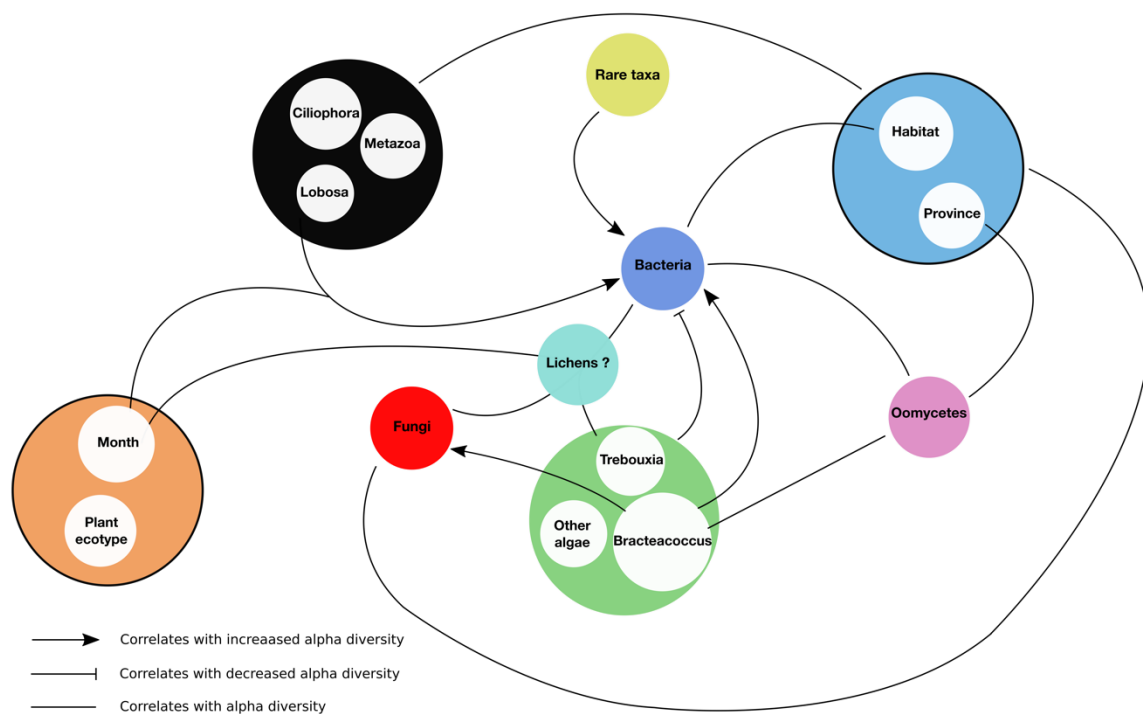 Rare taxa
Ciliophora
Metazoa
Lobosa
Habitat
Province
Bacteria
Lichens ?
Fungi
Oomycetes
Month
Plant
ecotype
Trebouxia
Other
algae
Bracteacoccus
Correlates with increaased alpha diversity
Correlates with decreased alpha diversity
Correlates with alpha diversity